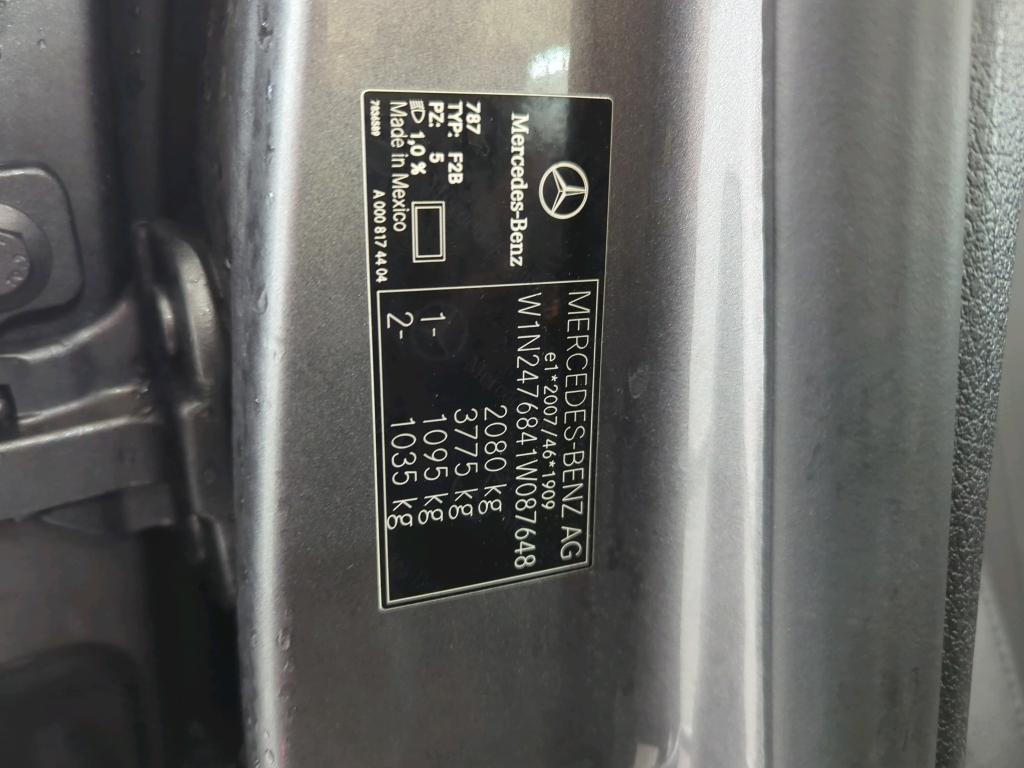 Mercedes-Benz
787
TYP: F2B
PZ: 5
1,0 %
Made in Mexico
A 000 817 44 04
MERCEDES-BENZ AG
e1*2007/46*1909
W1N2476841W087648
2080 kg
3775 kg
1- 1095 kg
2- 1035 kg